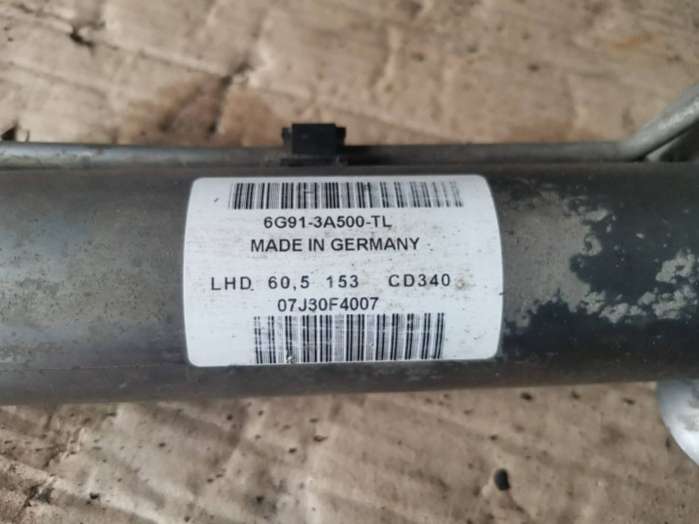 6G91-3A500-TL
MADE IN GERMANY
LHD 60,5 153 CD340
07J30F4007